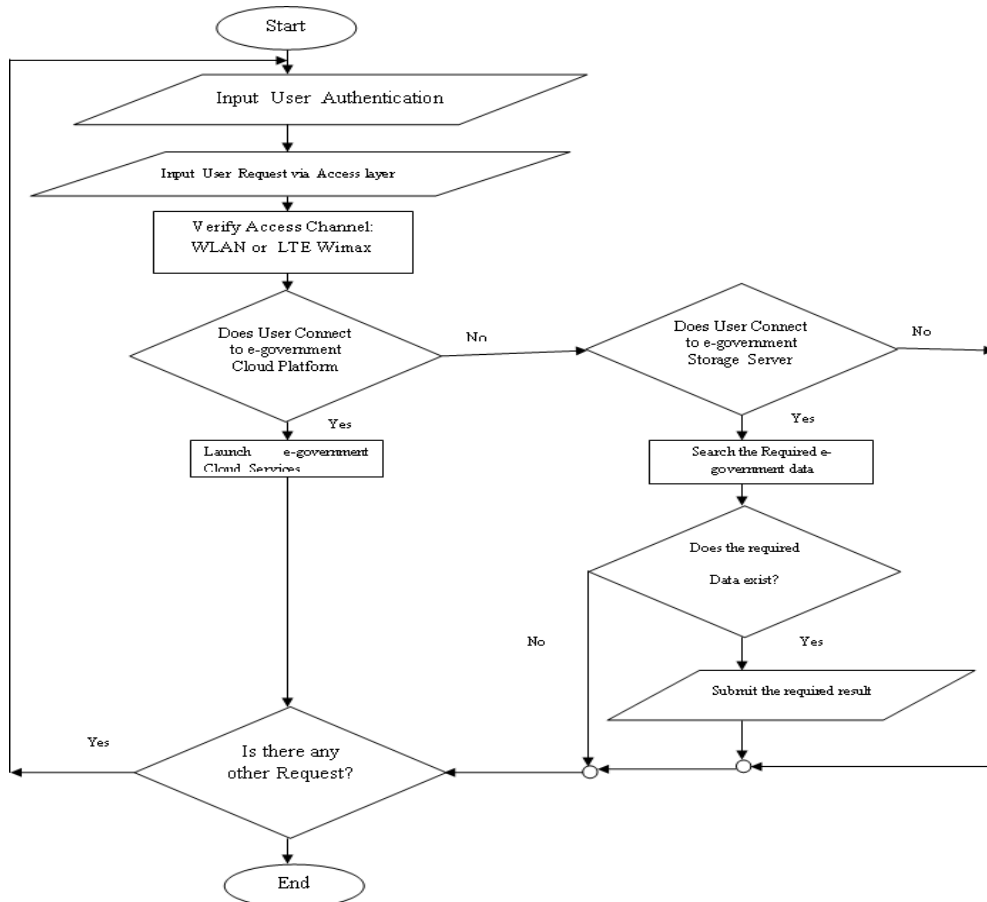 Start
Input User Authentication
Input User Request via Access layer
Verify Access Channel:
WLAN or LTE Wimax
Does User Connect
to e-government
Cloud Platform
No
Does User Connect
to e-government
Storage Server
No
Yes
Launch e-government
Cloud Services
Yes
Search the Required e-
government data
Does the required
Data exist?
No
Yes
Submit the required result
Yes
Is there any
other Request?
End